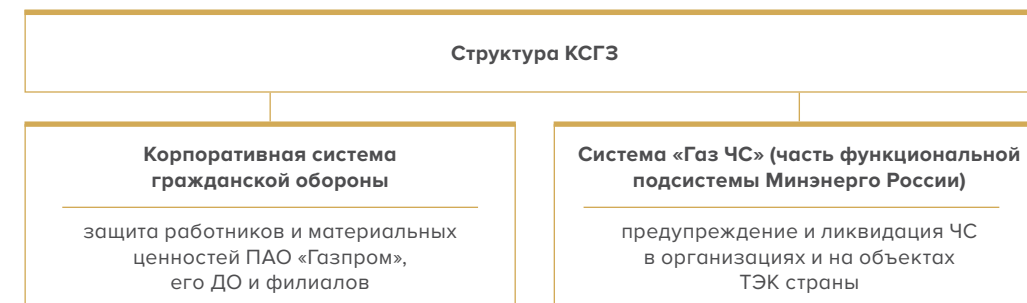 Структура КСГЗ
Корпоративная система
гражданской обороны
защита работников и материальных
ценностей ПАО «Газпром»,
его ДО и филиалов
Система «Газ ЧС» (часть функциональной
подсистемы Минэнерго России)
предупреждение и ликвидация ЧС
в организациях и на объектах
ТЭК страны